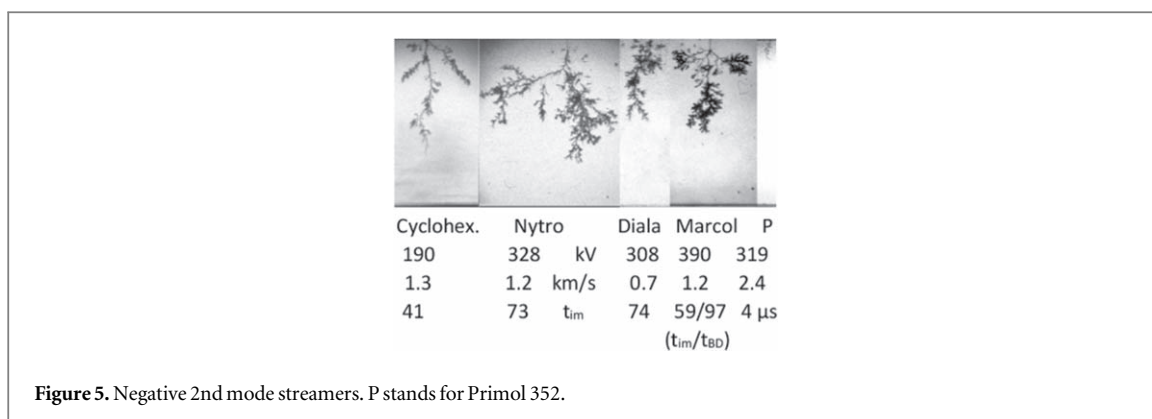 Cyclohex. Nytro Diala Marcol P
190 328 kV 308 390 319
1.3 1.2 km/s 0.7 1.2 2.4
41 73 tim 74 59/97 4 μs
(tim/tBD)
Figure 5. Negative 2nd mode streamers. P stands for Primol 352.